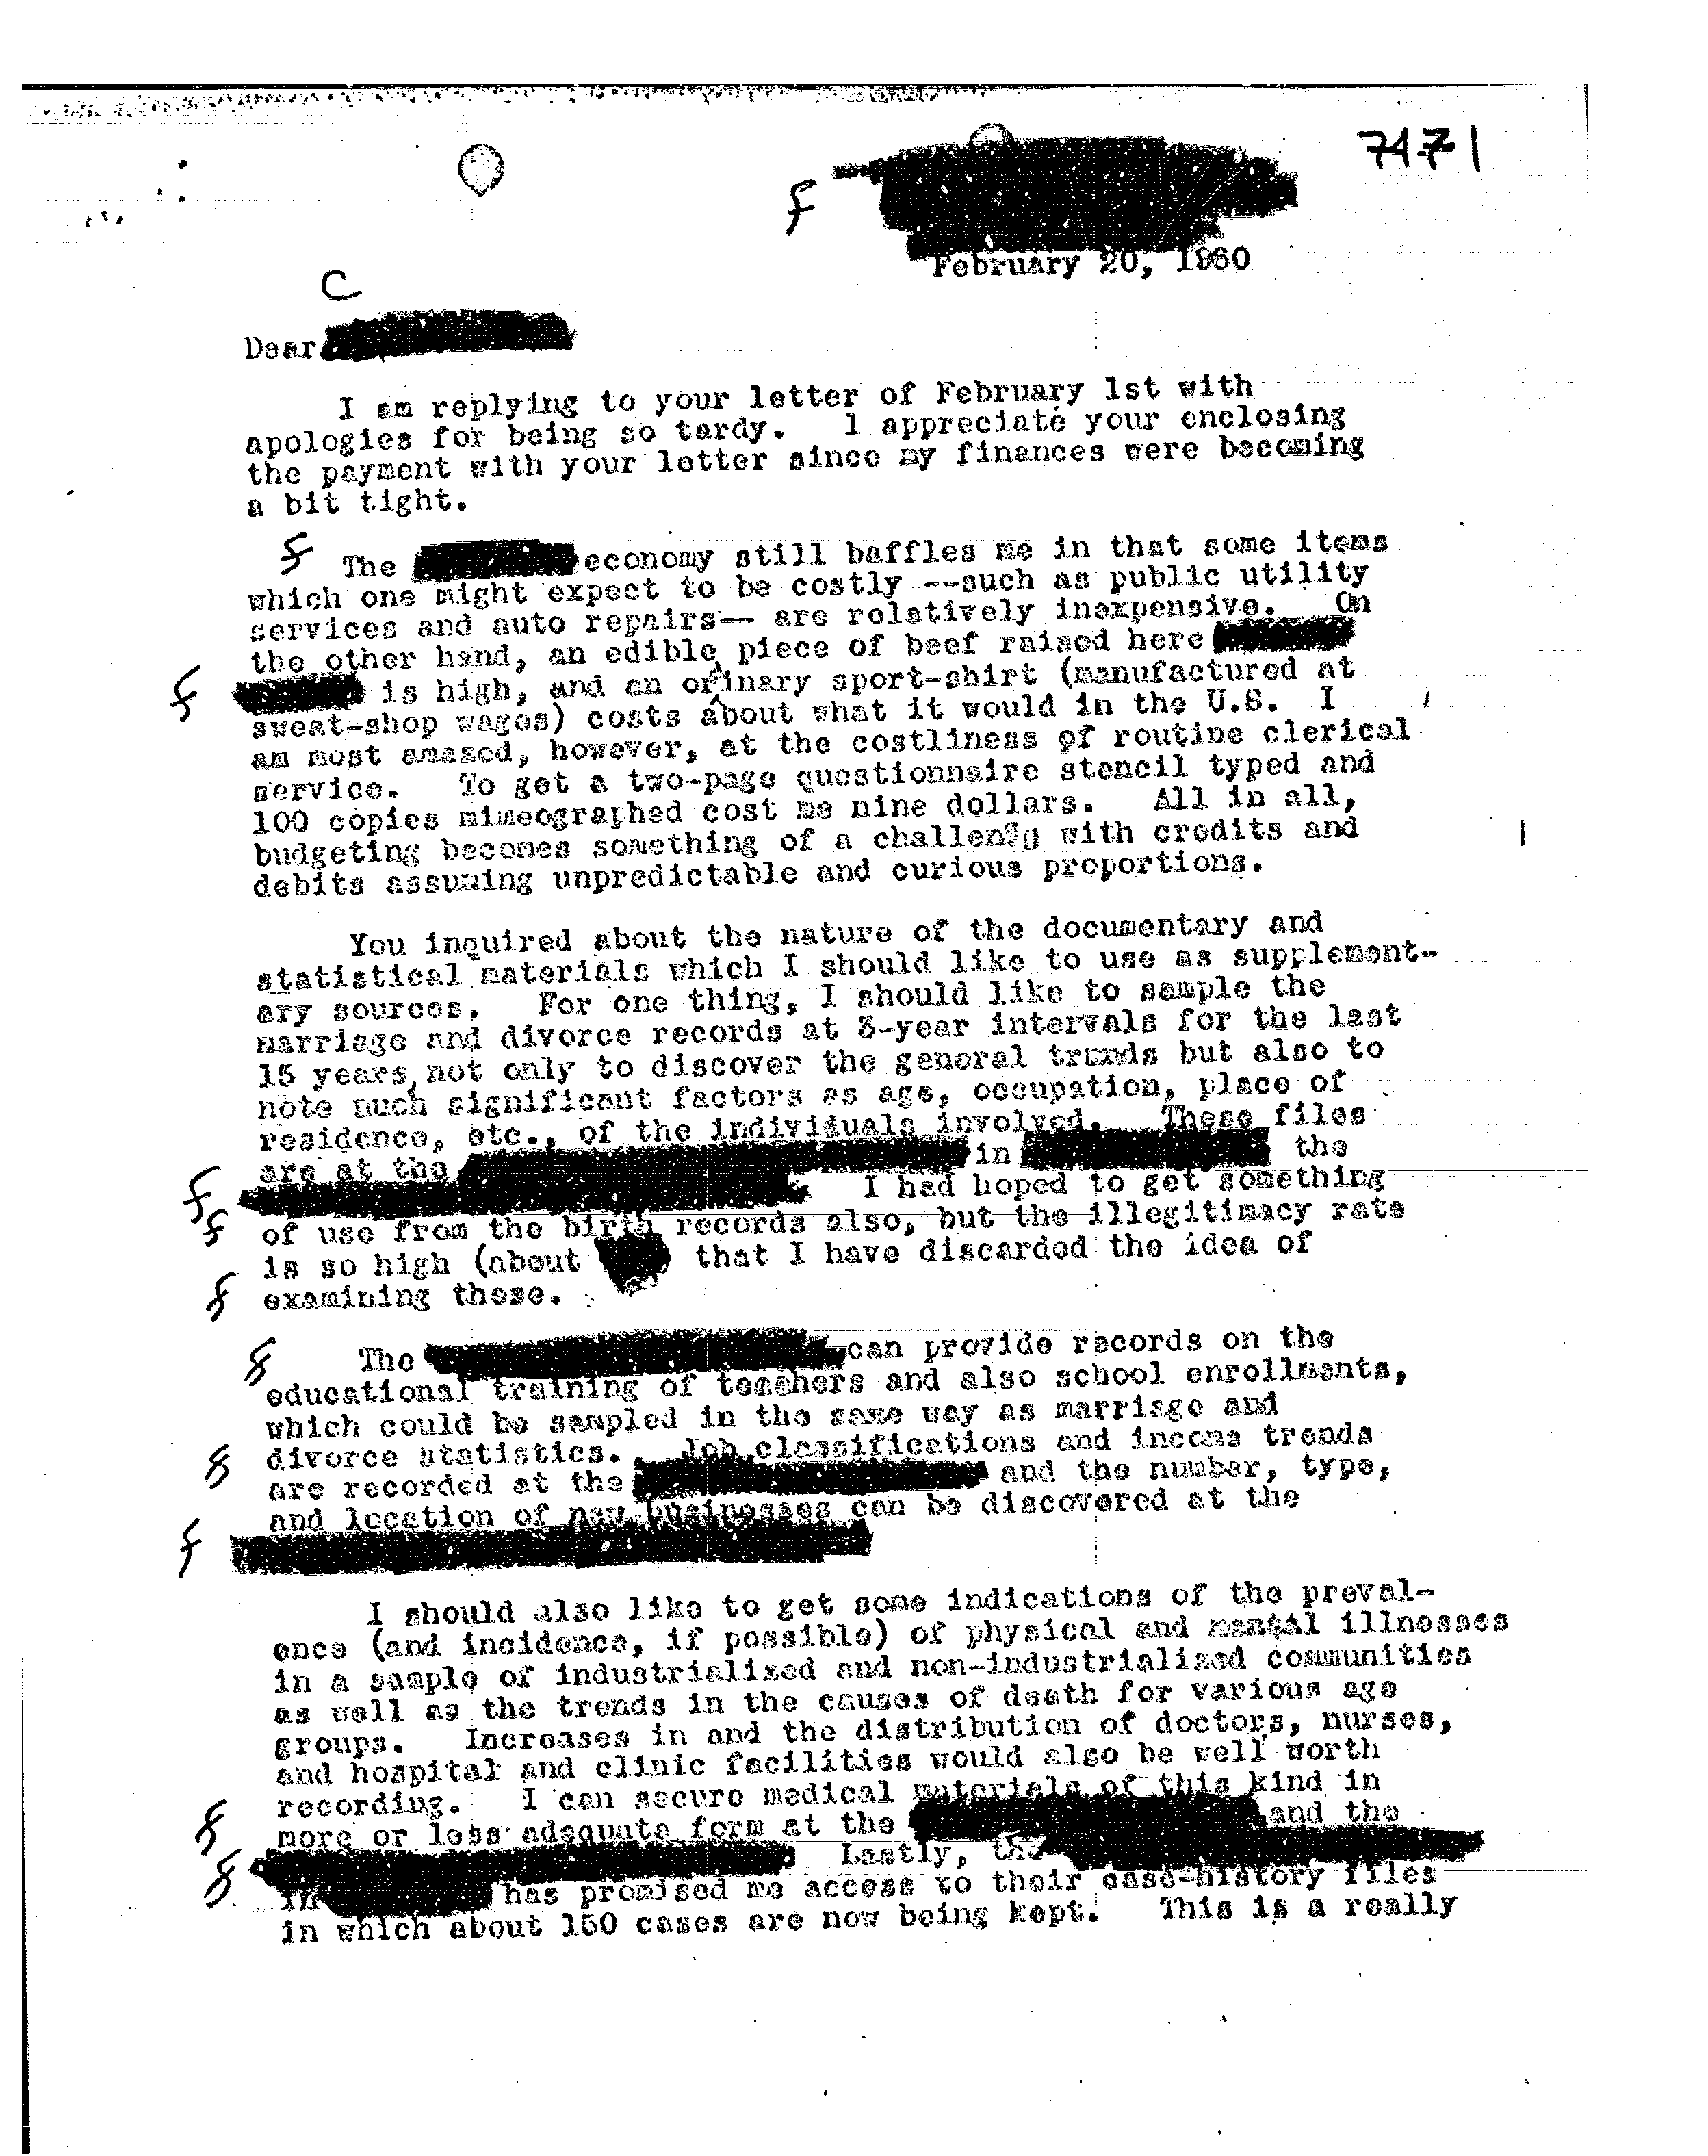 7471
February 20, 1960
C
Dear
I am replying to your letter of February 1st with
apologies for being so tardy. I appreciate your enclosing
the payment with your letter since my finances were becoming
a bit tight.
The economy still baffles me in that some items
which one might expect to be costly --such as public utility
services and auto repairs-- are relatively inexpensive. On
the other hand, an edible piece of beef raised here
is high, and an orinary sport-shirt (manufactured at
sweat-shop wages) costs about what it would in the U.S. I
am most amazed, however, at the costliness of routine clerical
service. To get a two-page questionnaire stencil typed and
100 copies mimeographed cost me nine dollars. All in all,
budgeting becomes something of a with credits and
debits assuming unpredictable and curious proportions.
You inquired about the nature of the documentary and
statistical materials which I should like to use as supplement-
ary sources. For one thing, I should like to sample the
marriage and divorce records at 3-year intervals for the last
15 years, not only to discover the general trends but also to
note such significant factors as age, occupation, place of
residence, etc., of the individuals involved. These files
are at the in the
I had hoped to get something
of use from the birth records also, but the illegitimacy rate
is so high (about ) that I have discarded the idea of
examining these.
The can provide records on the
educational training of teachers and also school enrollments,
which could be sampled in the same way as marriage and
divorce statistics. Job classifications and income trends
are recorded at the and the number, type,
and location of new businesses can be discovered at the
I should also like to get some indications of the preval-
ence (and incidence, if possible) of physical and mental illnesses
in a sample of industrialized and non-industrialized communities
as well as the trends in the causes of death for various age
groups. Increases in and the distribution of doctors, nurses,
and hospital and clinic facilities would also be well worth
recording. I can secure medical materials of this kind in
more or less adequate form at the and the
Lastly, the
in has promised me access to their case-history files
in which about 150 cases are now being kept. This is a really